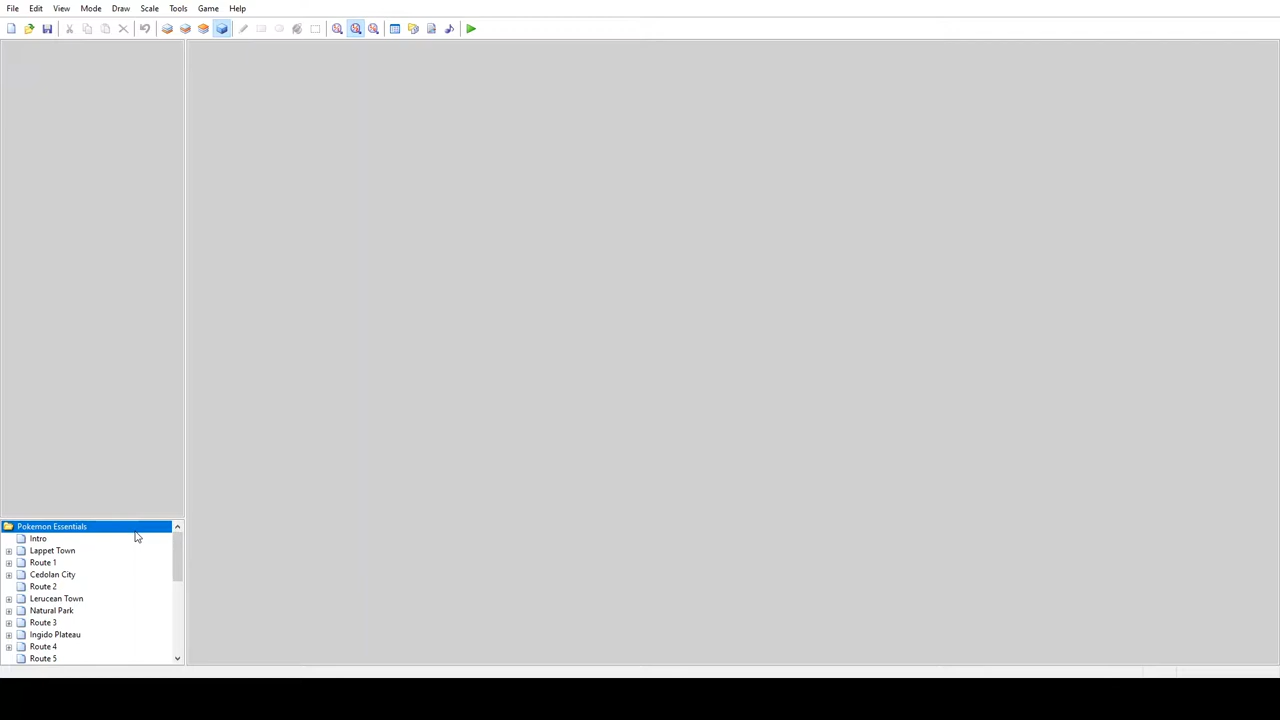 File Edit View Mode Draw Scale Tools Game Help
Pokemon Essentials
Intro
Lappet Town
Route 1
Cedolan City
Route 2
Lerucean Town
Natural Park
Route 3
Ingido Plateau
Route 4
Route 5